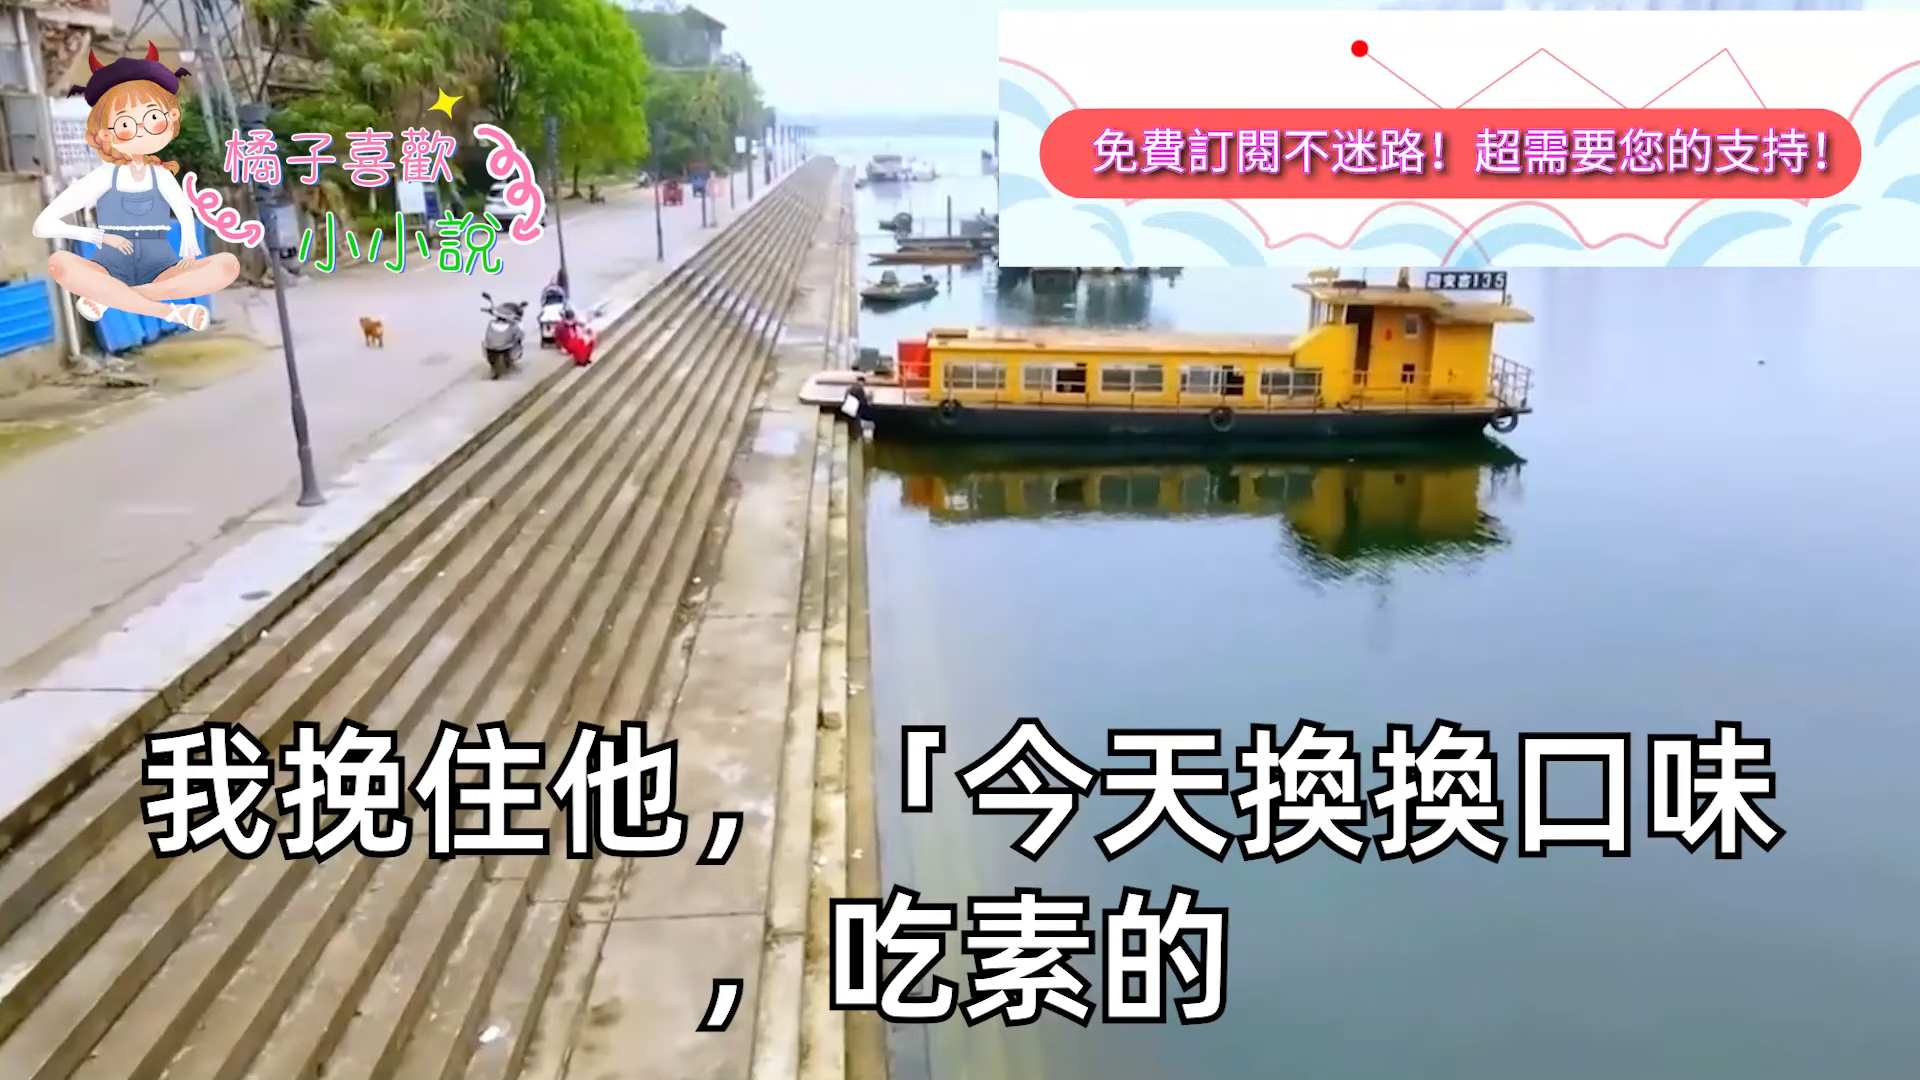 橘子喜歡
小小說
免費訂閱不迷路！超需要您的支持！
我挽住他，「今天換換口味
，吃素的